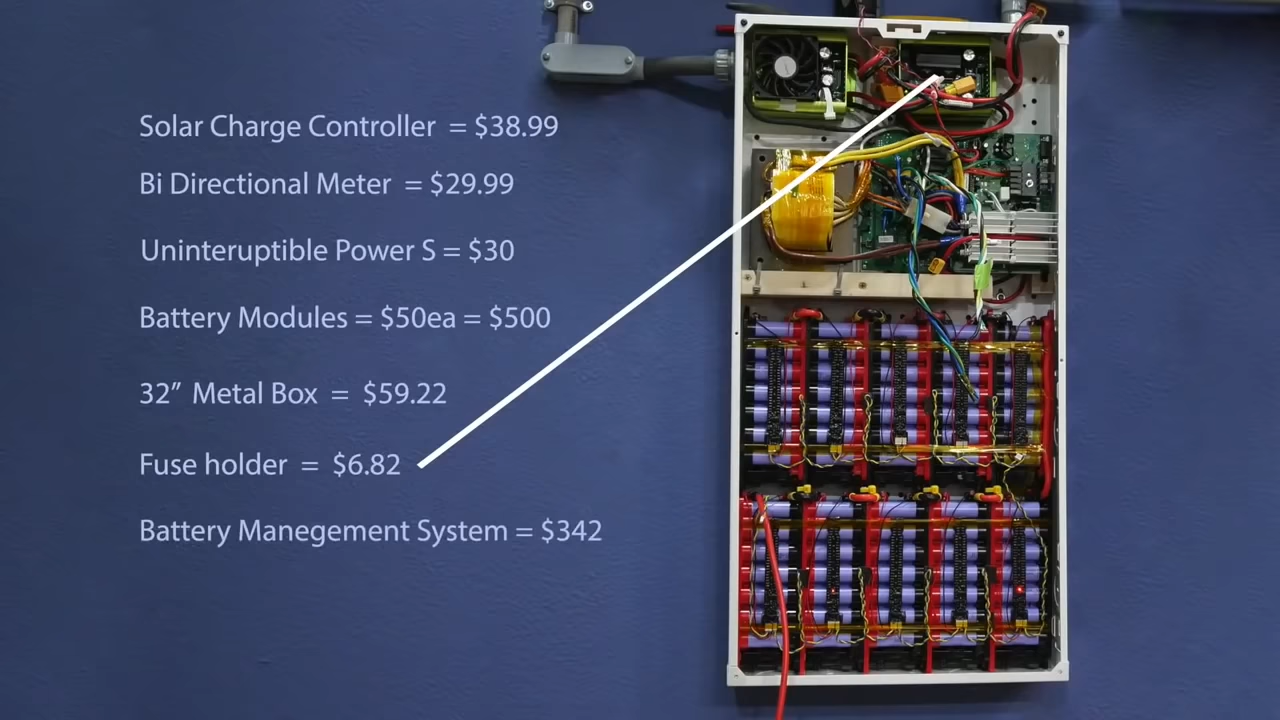 Solar Charge Controller = $38.99
Bi Directional Meter = $29.99
Uninteruptible Power S = $30
Battery Modules = $50ea = $500
32” Metal Box = $59.22
Fuse holder = $6.82
Battery Manegement System = $342